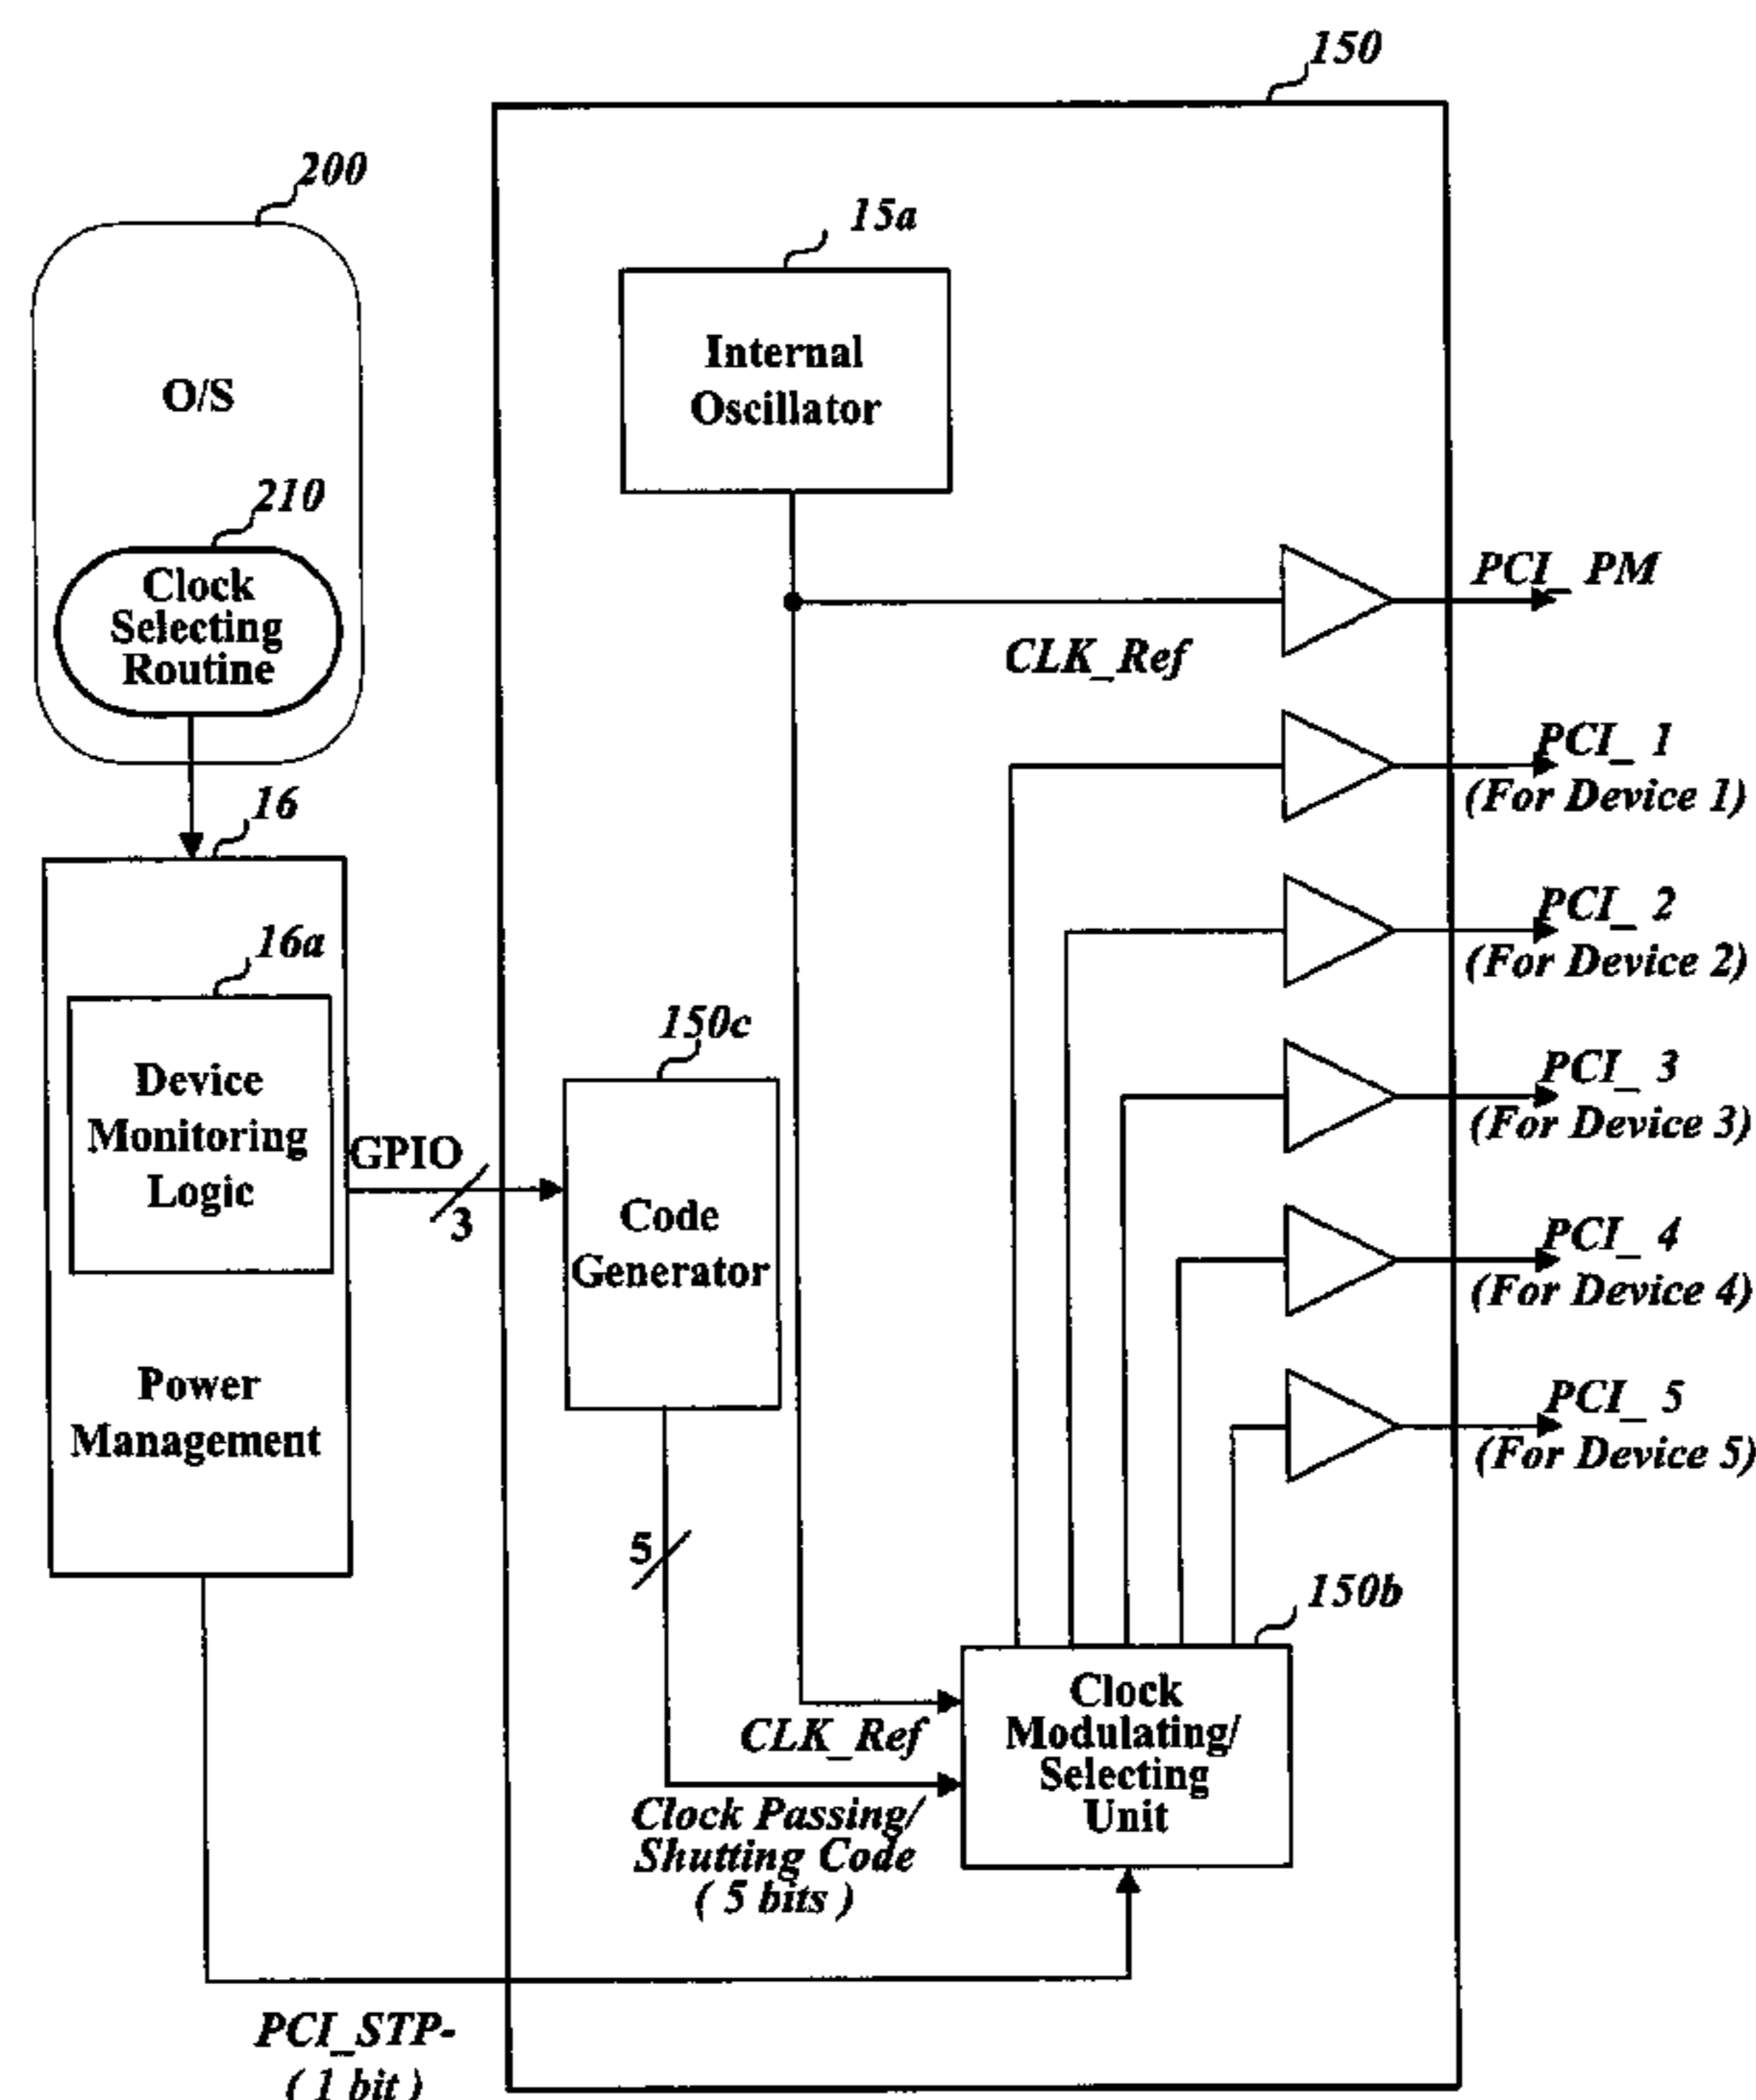 150
200
15a
Internal
Oscillator
O/S
210
Clock
Selecting
Routine
PCI_ PM
CLK_Ref
PCI_ 1
(For Device 1)
16
PCI_ 2
(For Device 2)
16a
Device
Monitoring
Logic
GPIO
3
150c
Code
Generator
PCI_ 3
(For Device 3)
PCI_ 4
(For Device 4)
Power
Management
PCI_ 5
(For Device 5)
5
150b
Clock
Modulating/
Selecting
Unit
CLK_Ref
Clock Passing/
Shutting Code
( 5 bits )
PCI_STP-
( 1 bit )